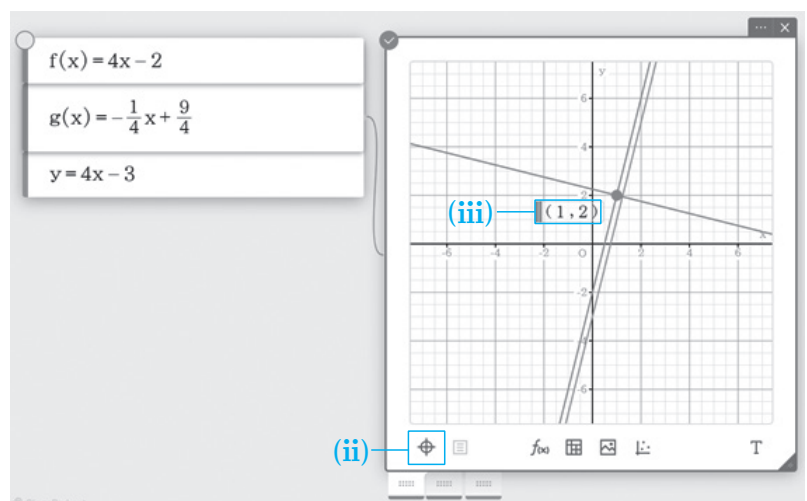 f(x) = 4x − 2
g(x) = −1/4x + 9/4
y = 4x − 3
... X
y
6
4
2
(iii) (1 , 2)
x
-6 -4 -2 O 2 4 6
-2
-4
-6
(ii) f(x) T